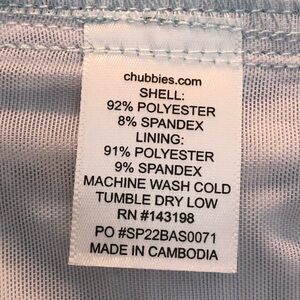 chubbies.com
SHELL:
92% POLYESTER
8% SPANDEX
LINING:
91% POLYESTER
9% SPANDEX
MACHINE WASH COLD
TUMBLE DRY LOW
RN #143198
PO #SP22BAS0071
MADE IN CAMBODIA